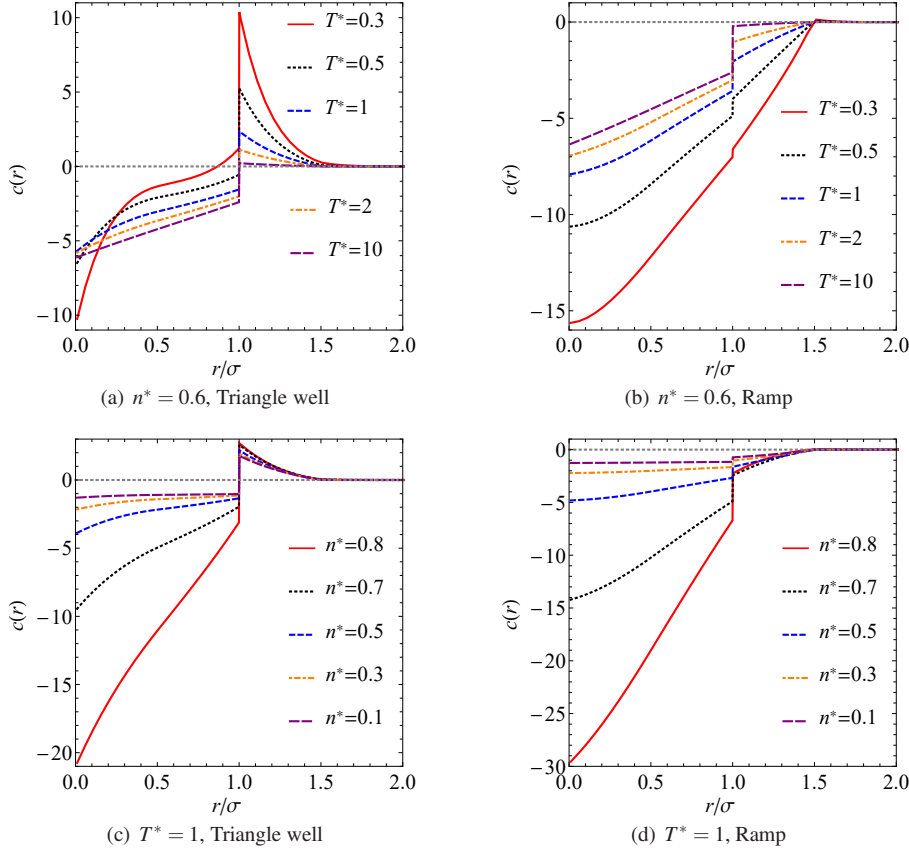 10
5
0
−5
−10
c(r)
T*=0.3
T*=0.5
T*=1
T*=2
T*=10
0.0 0.5 1.0 1.5 2.0
r/σ
(a) n* = 0.6, Triangle well
0
−5
−10
−15
c(r)
T*=0.3
T*=0.5
T*=1
T*=2
T*=10
0.0 0.5 1.0 1.5 2.0
r/σ
(b) n* = 0.6, Ramp
0
−5
−10
−15
−20
c(r)
n*=0.8
n*=0.7
n*=0.5
n*=0.3
n*=0.1
0.0 0.5 1.0 1.5 2.0
r/σ
(c) T* = 1, Triangle well
0
−5
−10
−15
−20
−25
−30
c(r)
n*=0.8
n*=0.7
n*=0.5
n*=0.3
n*=0.1
0.0 0.5 1.0 1.5 2.0
r/σ
(d) T* = 1, Ramp